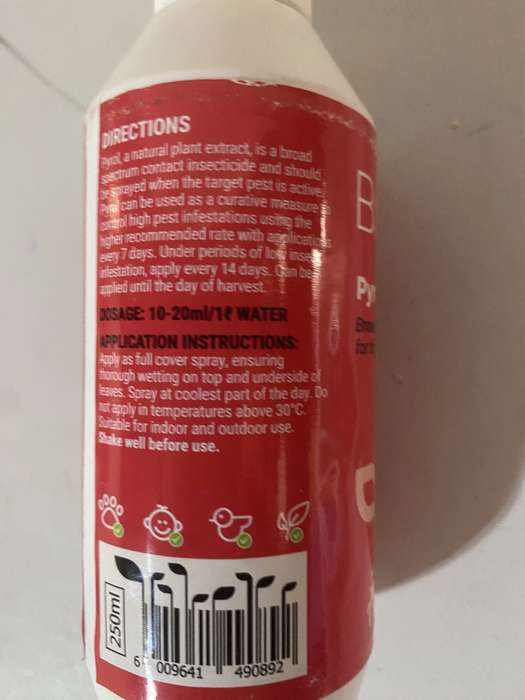 DIRECTIONS
Pyrol, a natural plant extract, is a broad
spectrum contact insecticide and should
be sprayed when the target pest is active.
Pyrol can be used as a curative measure
control high pest infestations using the
higher recommended rate with applications
every 7 days. Under periods of low insect
infestation, apply every 14 days. Can be
applied until the day of harvest.
DOSAGE: 10-20ml/1ℓ WATER
APPLICATION INSTRUCTIONS:
Apply as full cover spray, ensuring
thorough wetting on top and underside of
leaves. Spray at coolest part of the day. Do
not apply in temperatures above 30°C.
Suitable for indoor and outdoor use.
Shake well before use.
B
Pyr
for
250ml
6 009641 490892